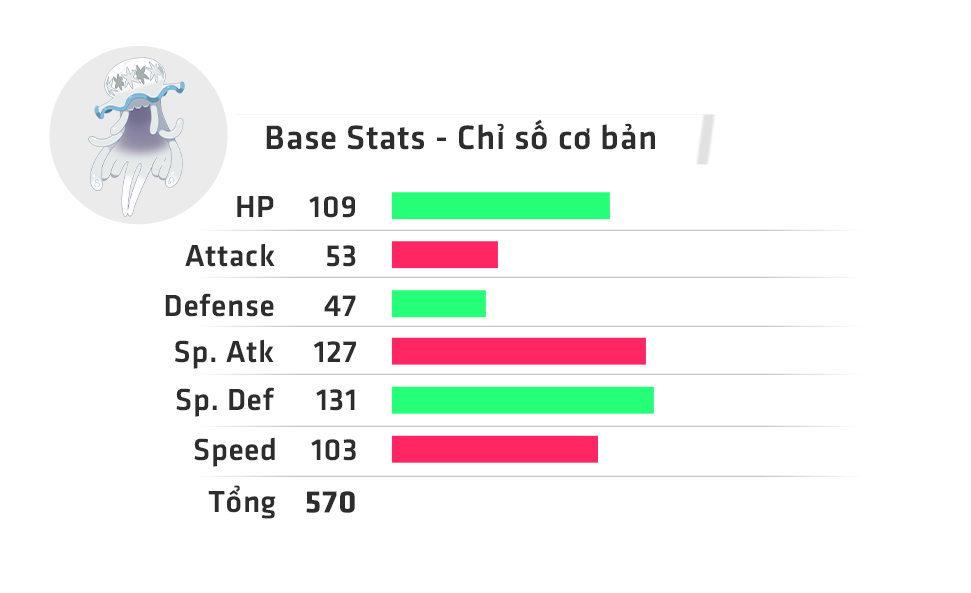 Base Stats - Chỉ số cơ bản
HP 109
Attack 53
Defense 47
Sp. Atk 127
Sp. Def 131
Speed 103
Tổng 570